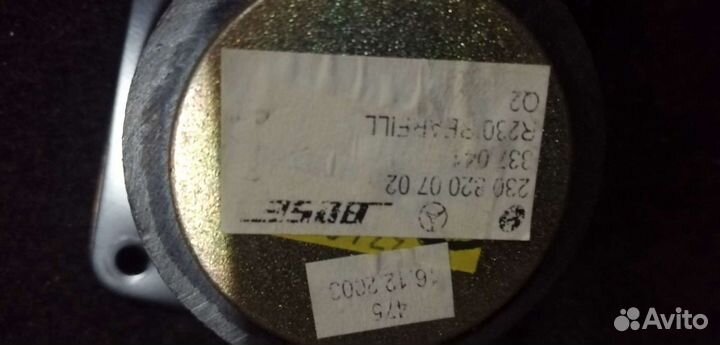 BOSE
230 820 07 02
337 041
R230 REARFILL
Q2
475
16.12.2003
Avito